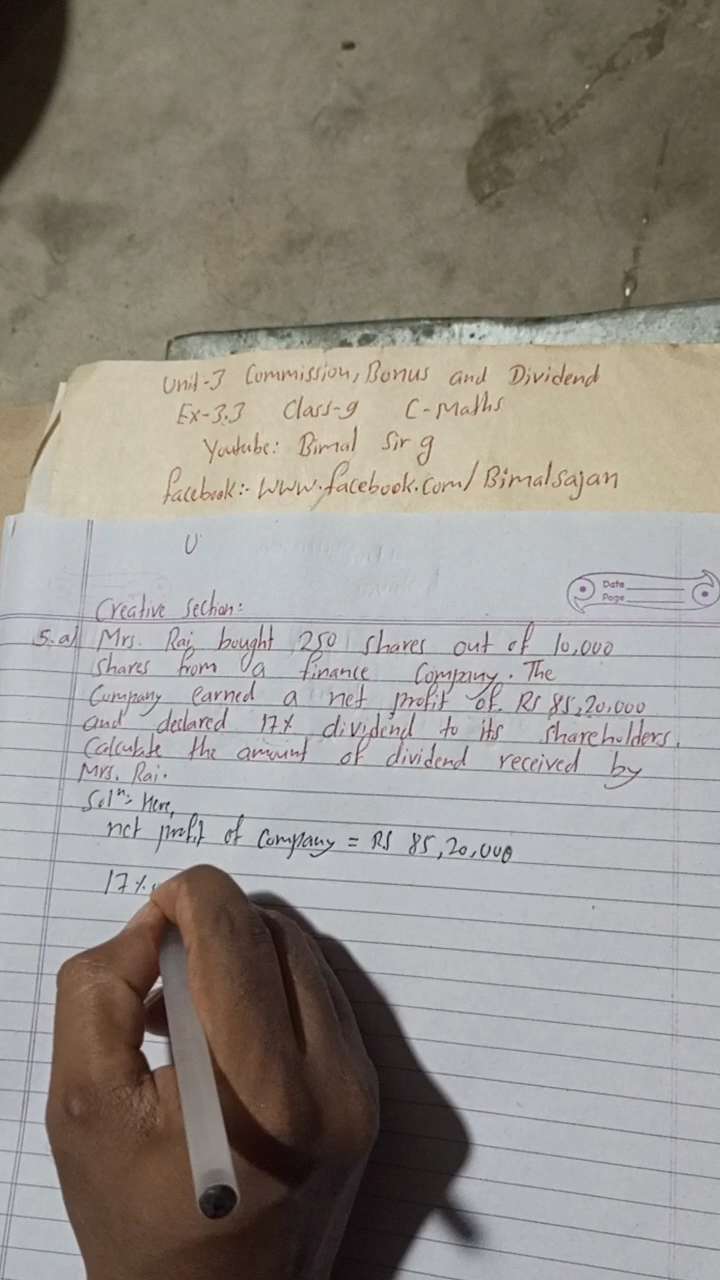 Unit-3 Commission, Bonus and Dividend
Ex-3.3 Class-9 C-Maths
Youtube: Bimal Sir g
facebook:- www.facebook.com/Bimalsajan
U
Date
Page
Creative Section:
5.a) Mrs. Rai bought 250 shares out of 10,000
shares from a finance Company. The
Company earned a net profit of Rs 85,20,000
and declared 17% dividend to its shareholders.
Calculate the amount of dividend received by
Mrs. Rai.
Solⁿ: Here,
net profit of Company = Rs 85,20,000
17%